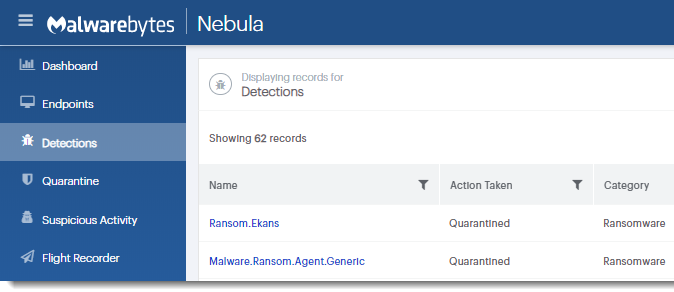 Malwarebytes Nebula
Dashboard
Endpoints
Detections
Quarantine
Suspicious Activity
Flight Recorder
Displaying records for
Detections
Showing 62 records
Name Action Taken Category
Ransom.Ekans Quarantined Ransomware
Malware.Ransom.Agent.Generic Quarantined Ransomware